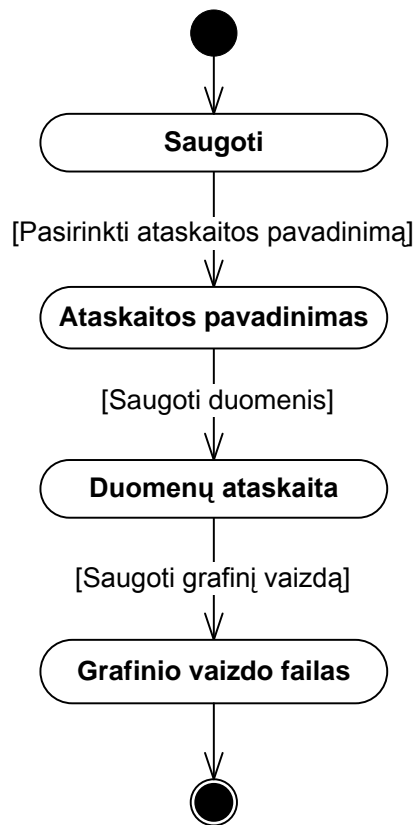 Saugoti
[Pasirinkti ataskaitos pavadinimą]
Ataskaitos pavadinimas
[Saugoti duomenis]
Duomenų ataskaita
[Saugoti grafinį vaizdą]
Grafinio vaizdo failas